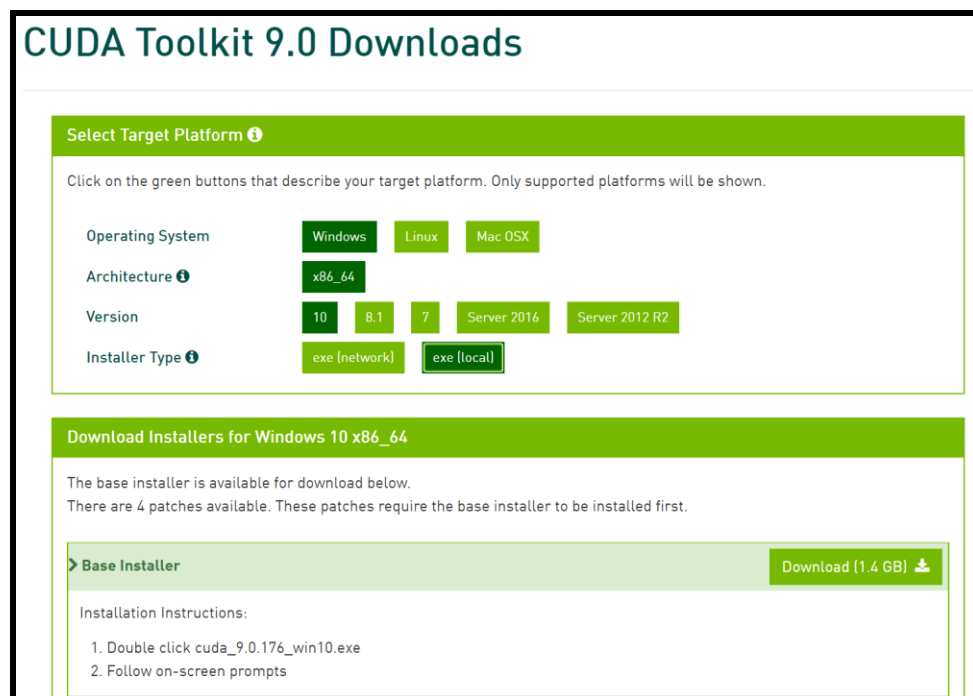 CUDA Toolkit 9.0 Downloads
Select Target Platform
Click on the green buttons that describe your target platform. Only supported platforms will be shown.
Operating System Windows Linux Mac OSX
Architecture x86_64
Version 10 8.1 7 Server 2016 Server 2012 R2
Installer Type exe (network) exe (local)
Download Installers for Windows 10 x86_64
The base installer is available for download below.
There are 4 patches available. These patches require the base installer to be installed first.
Base Installer Download (1.4 GB)
Installation Instructions:
1. Double click cuda_9.0.176_win10.exe
2. Follow on-screen prompts